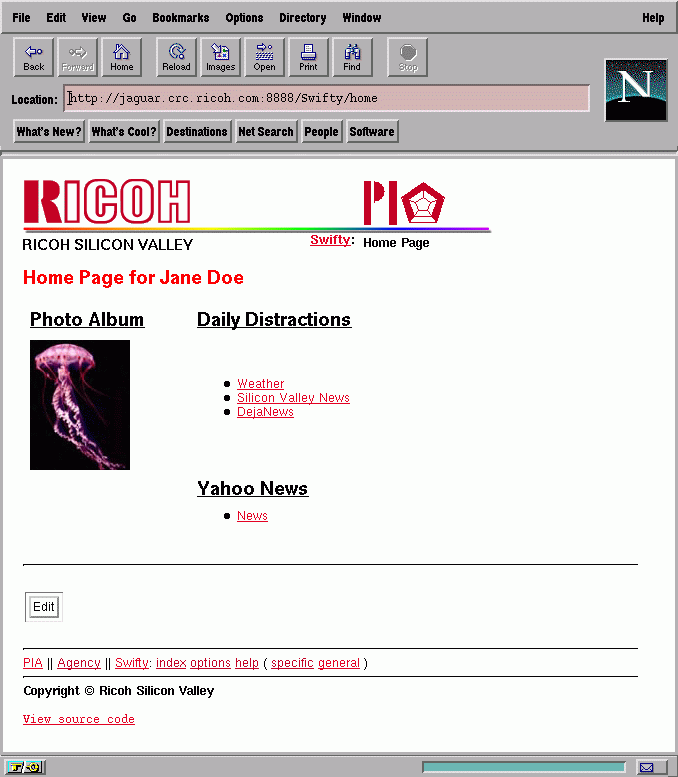 File Edit View Go Bookmarks Options Directory Window Help
Back Forward Home Reload Images Open Print Find Stop
Location: http://jaguar.crc.ricoh.com:8888/Swifty/home
N
What's New? What's Cool? Destinations Net Search People Software
RICOH PIA
RICOH SILICON VALLEY Swifty: Home Page
Home Page for Jane Doe
Photo Album Daily Distractions
Weather
Silicon Valley News
DejaNews
Yahoo News
News
Edit
PIA || Agency || Swifty: index options help ( specific general )
Copyright © Ricoh Silicon Valley
View source code